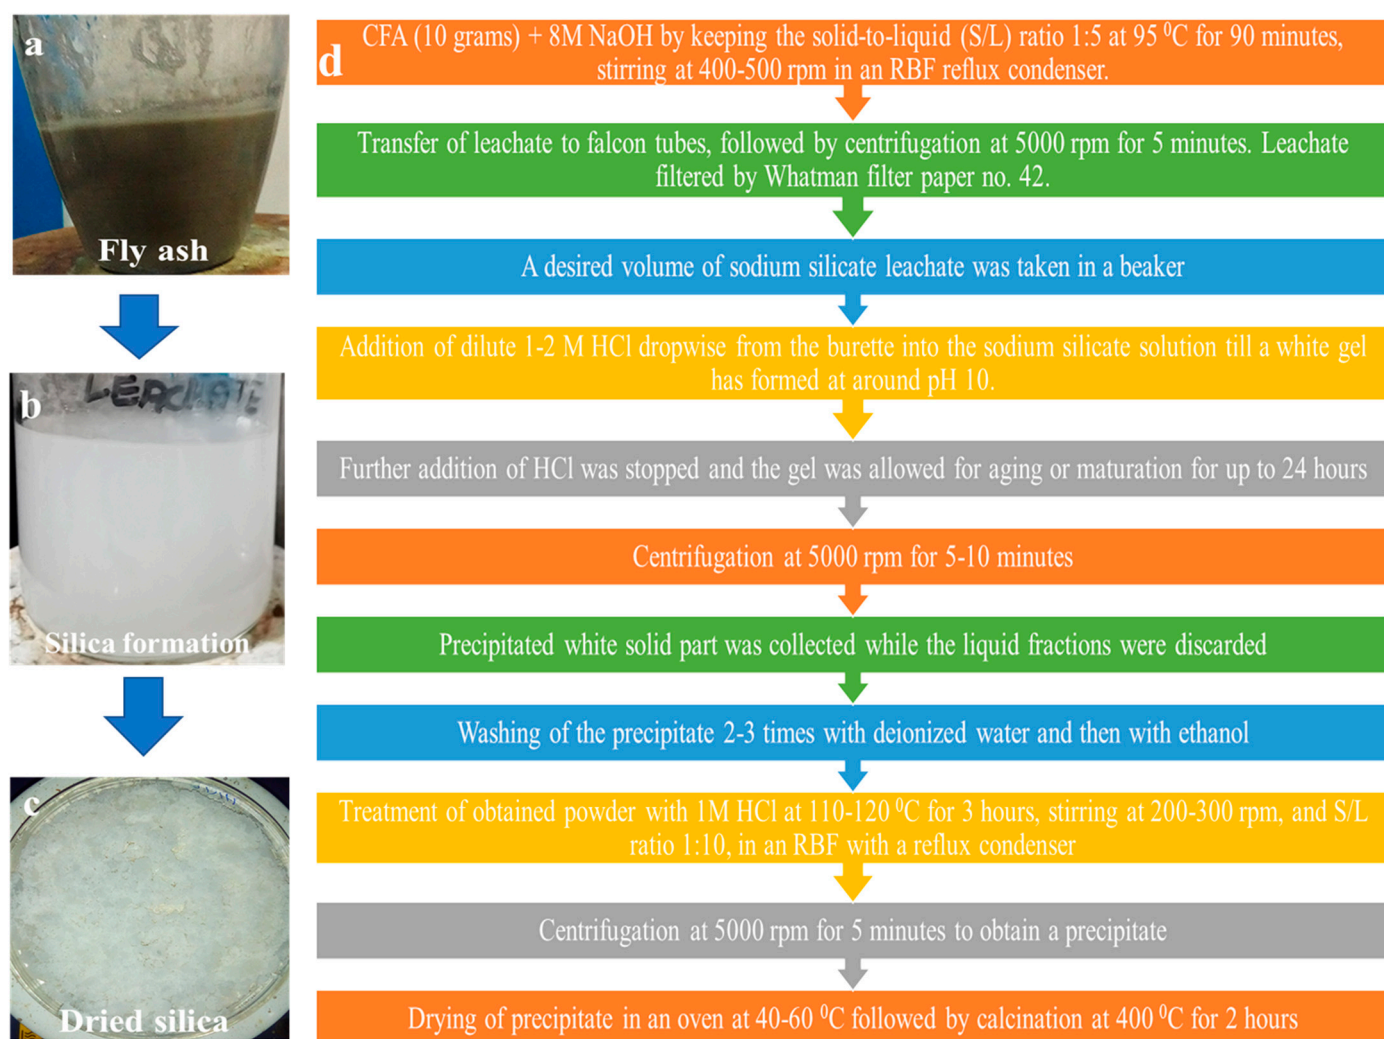 a
Fly ash
b
LEACHATE
Silica formation
c
Dried silica
d
CFA (10 grams) + 8M NaOH by keeping the solid-to-liquid (S/L) ratio 1:5 at 95 ⁰C for 90 minutes,
stirring at 400-500 rpm in an RBF reflux condenser.
Transfer of leachate to falcon tubes, followed by centrifugation at 5000 rpm for 5 minutes. Leachate
filtered by Whatman filter paper no. 42.
A desired volume of sodium silicate leachate was taken in a beaker
Addition of dilute 1-2 M HCl dropwise from the burette into the sodium silicate solution till a white gel
has formed at around pH 10.
Further addition of HCl was stopped and the gel was allowed for aging or maturation for up to 24 hours
Centrifugation at 5000 rpm for 5-10 minutes
Precipitated white solid part was collected while the liquid fractions were discarded
Washing of the precipitate 2-3 times with deionized water and then with ethanol
Treatment of obtained powder with 1M HCl at 110-120 ⁰C for 3 hours, stirring at 200-300 rpm, and S/L
ratio 1:10, in an RBF with a reflux condenser
Centrifugation at 5000 rpm for 5 minutes to obtain a precipitate
Drying of precipitate in an oven at 40-60 ⁰C followed by calcination at 400 ⁰C for 2 hours